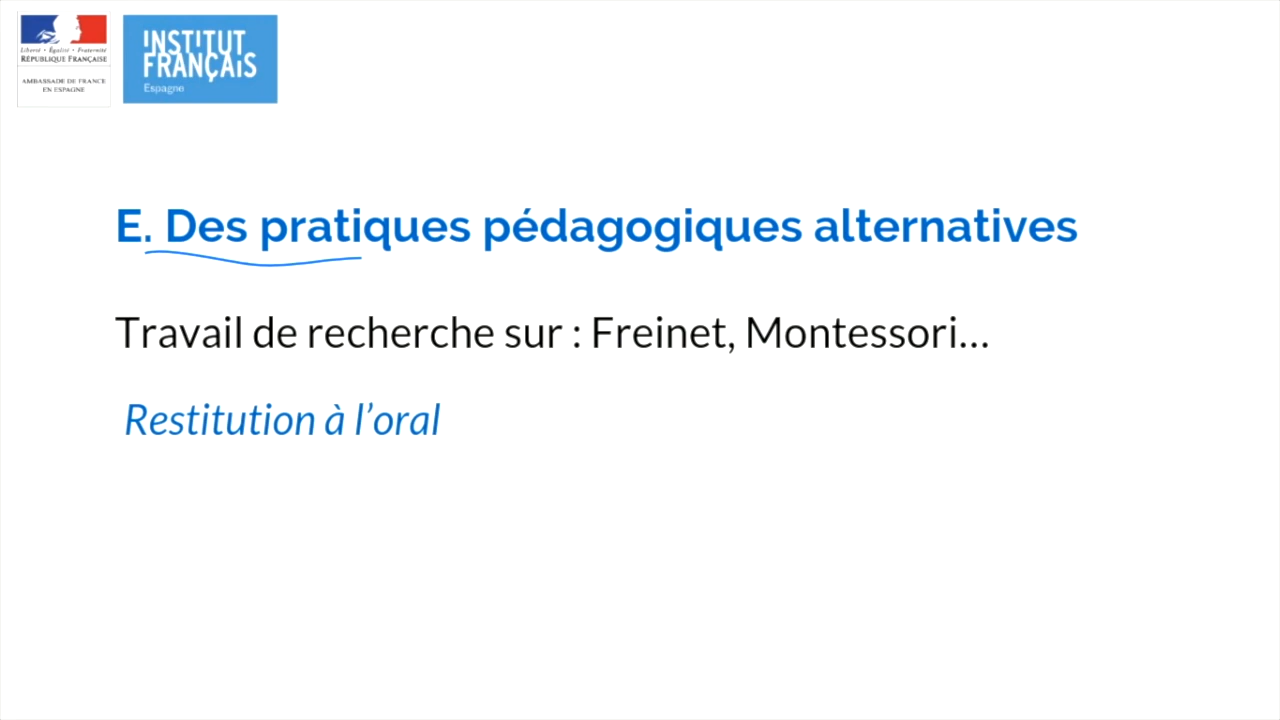 Liberté • Égalité • Fraternité
RÉPUBLIQUE FRANÇAISE
AMBASSADE DE FRANCE
EN ESPAGNE
INSTITUT
FRANÇAIS
Espagne
E. Des pratiques pédagogiques alternatives
Travail de recherche sur : Freinet, Montessori...
Restitution à l’oral